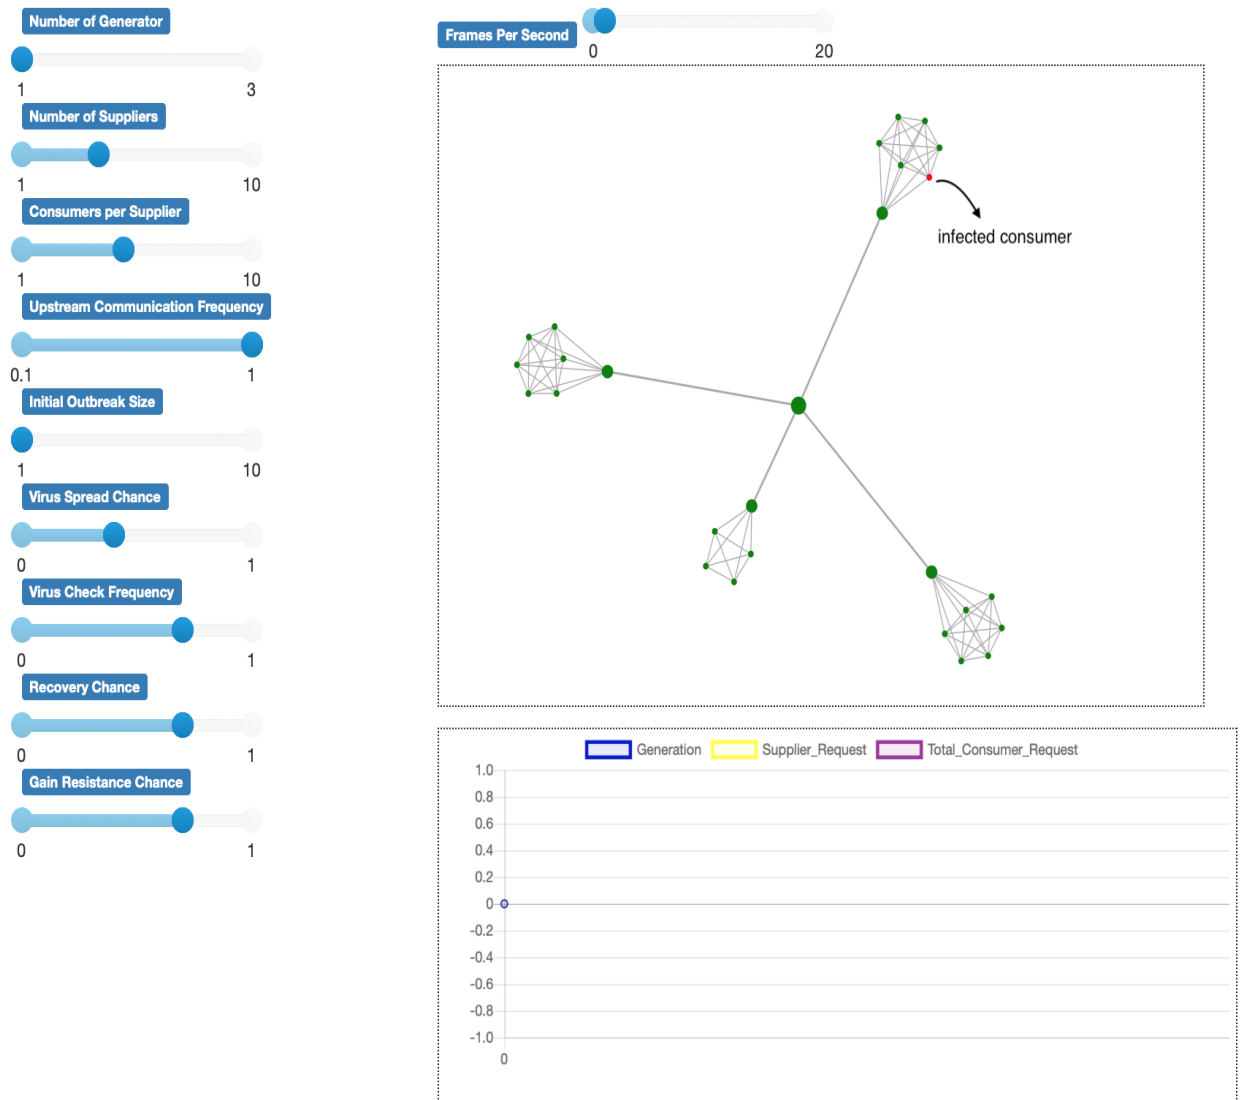 Number of Generator
1 3
Number of Suppliers
1 10
Consumers per Supplier
1 10
Upstream Communication Frequency
0.1 1
Initial Outbreak Size
1 10
Virus Spread Chance
0 1
Virus Check Frequency
0 1
Recovery Chance
0 1
Gain Resistance Chance
0 1
Frames Per Second
0 20
infected consumer
Generation Supplier_Request Total_Consumer_Request
1.0
0.8
0.6
0.4
0.2
0
-0.2
-0.4
-0.6
-0.8
-1.0
0